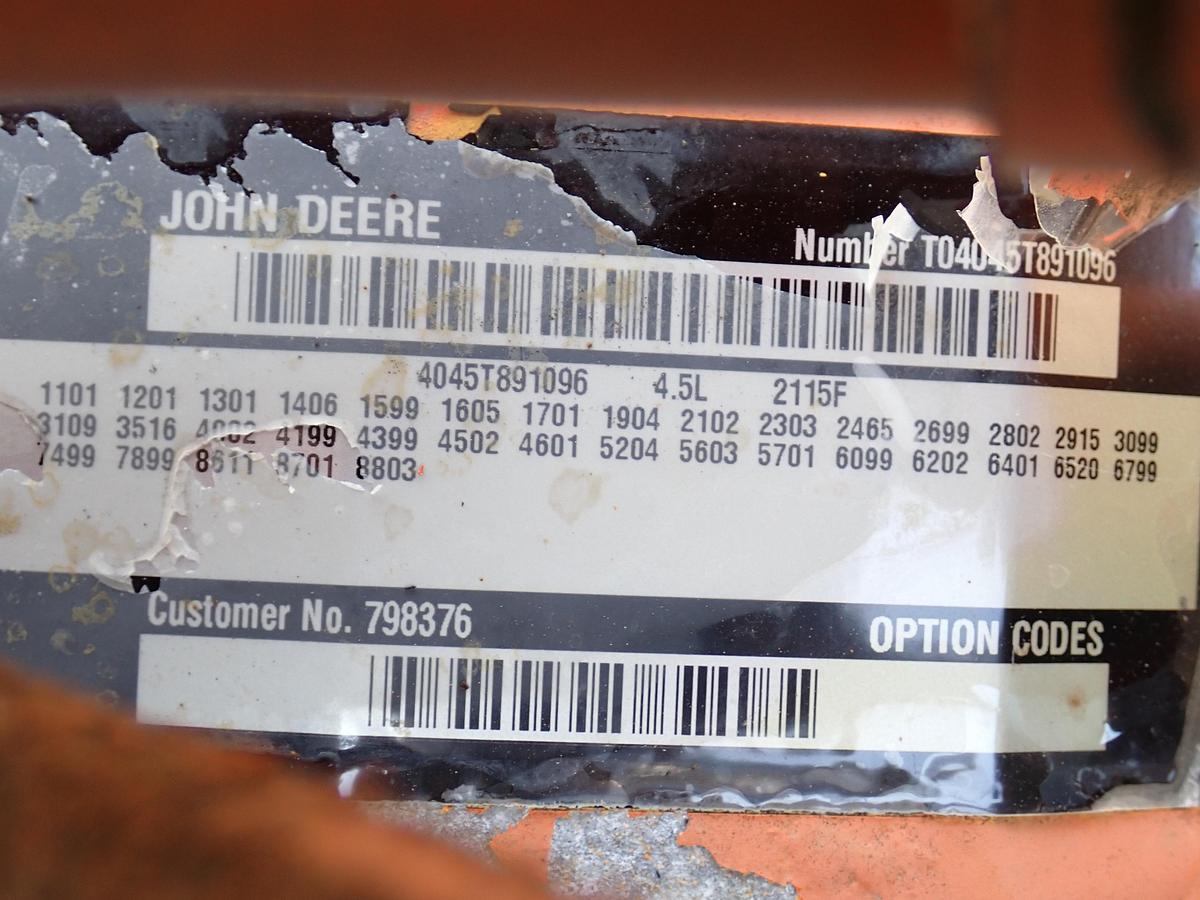 JOHN DEERE
Number T04045T891096
4045T891096 4.5L 2115F
1101 1201 1301 1406 1599 1605 1701 1904 2102 2303 2465 2699 2802 2915 3099
3109 3516 4199 4399 4502 4601 5204 5603 5701 6099 6202 6401 6520 6799
7499 7899 8611 8701 8803
Customer No. 798376
OPTION CODES